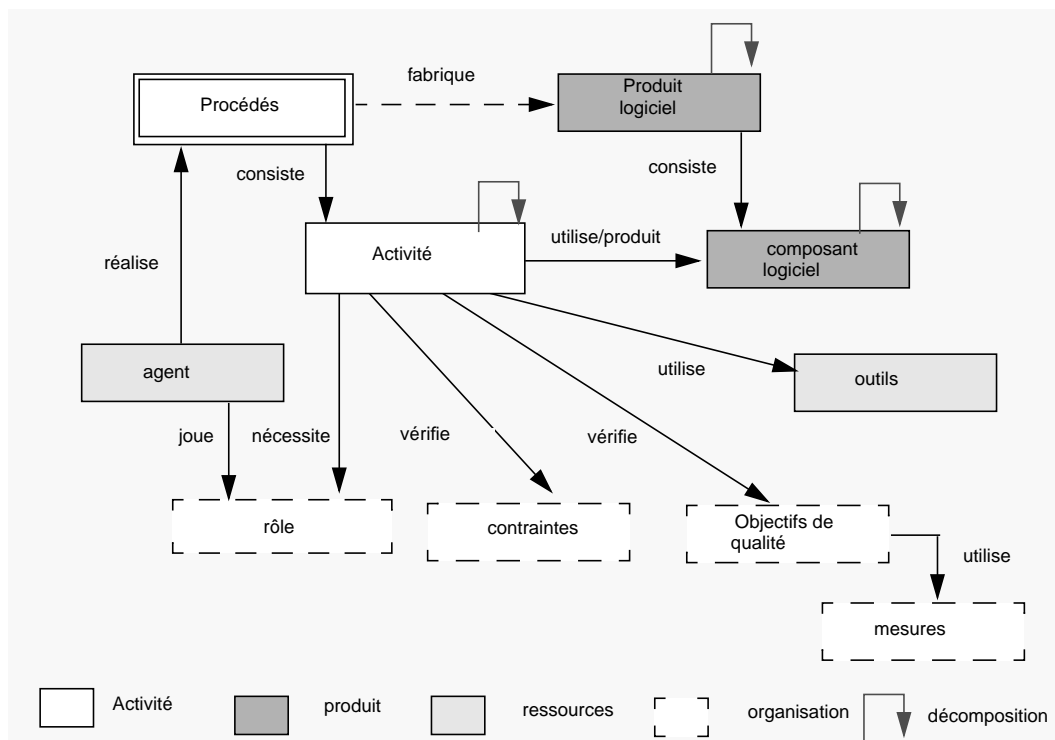 fabrique
Procédés
Produit
logiciel
consiste
consiste
Activité
utilise/produit
composant
logiciel
réalise
agent
utilise
outils
joue
nécessite
vérifie
vérifie
rôle
contraintes
Objectifs de
qualité
utilise
mesures
Activité
produit
ressources
organisation
décomposition